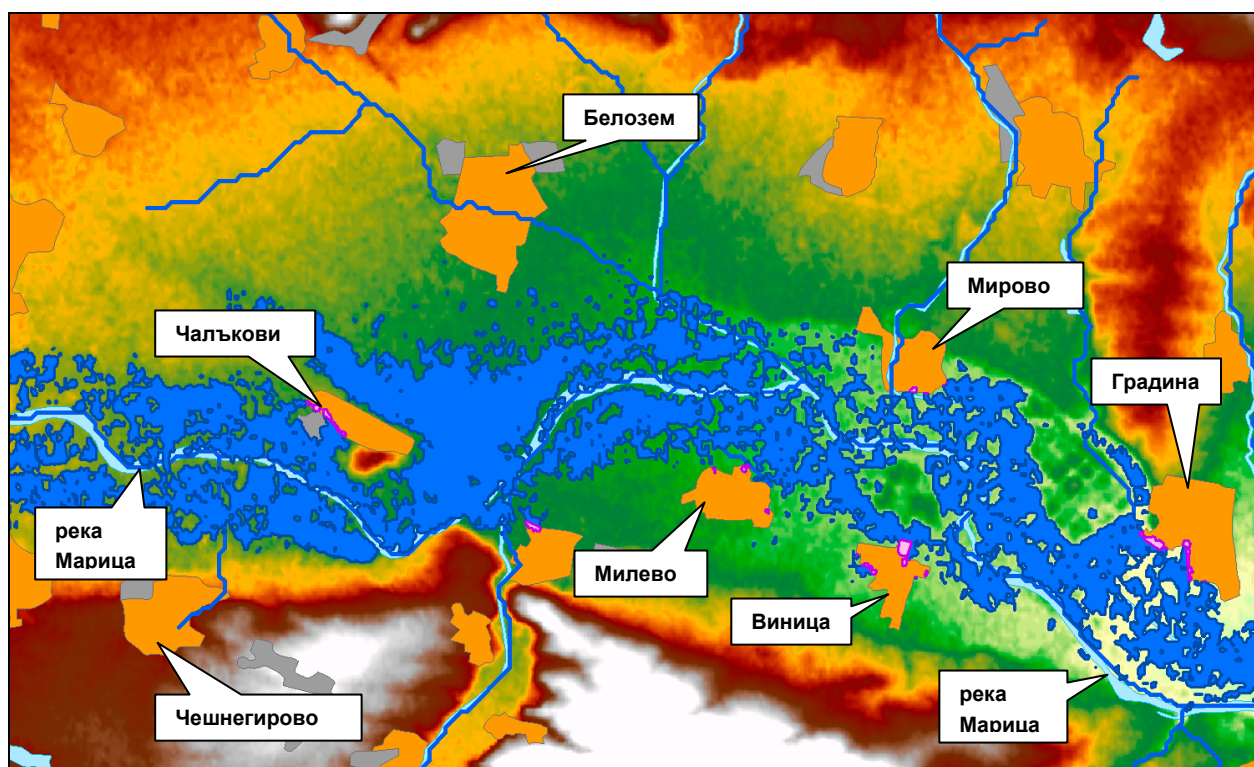 Белозем
Мирово
Чалъкови
Градина
река
Марица
Милево
Виница
Чешнегирово
река
Марица